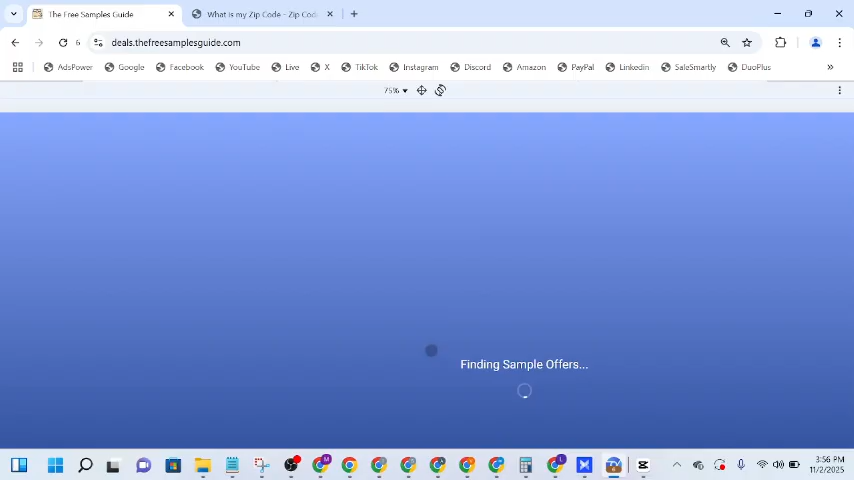 The Free Samples Guide
What is my Zip Code - Zip Cod
6
deals.thefreesamplesguide.com
AdsPower
Google
Facebook
YouTube
Live
X
TikTok
Instagram
Discord
Amazon
PayPal
Linkedin
SaleSmartly
DuoPlus
75%
Finding Sample Offers...
3:56 PM
11/2/2025